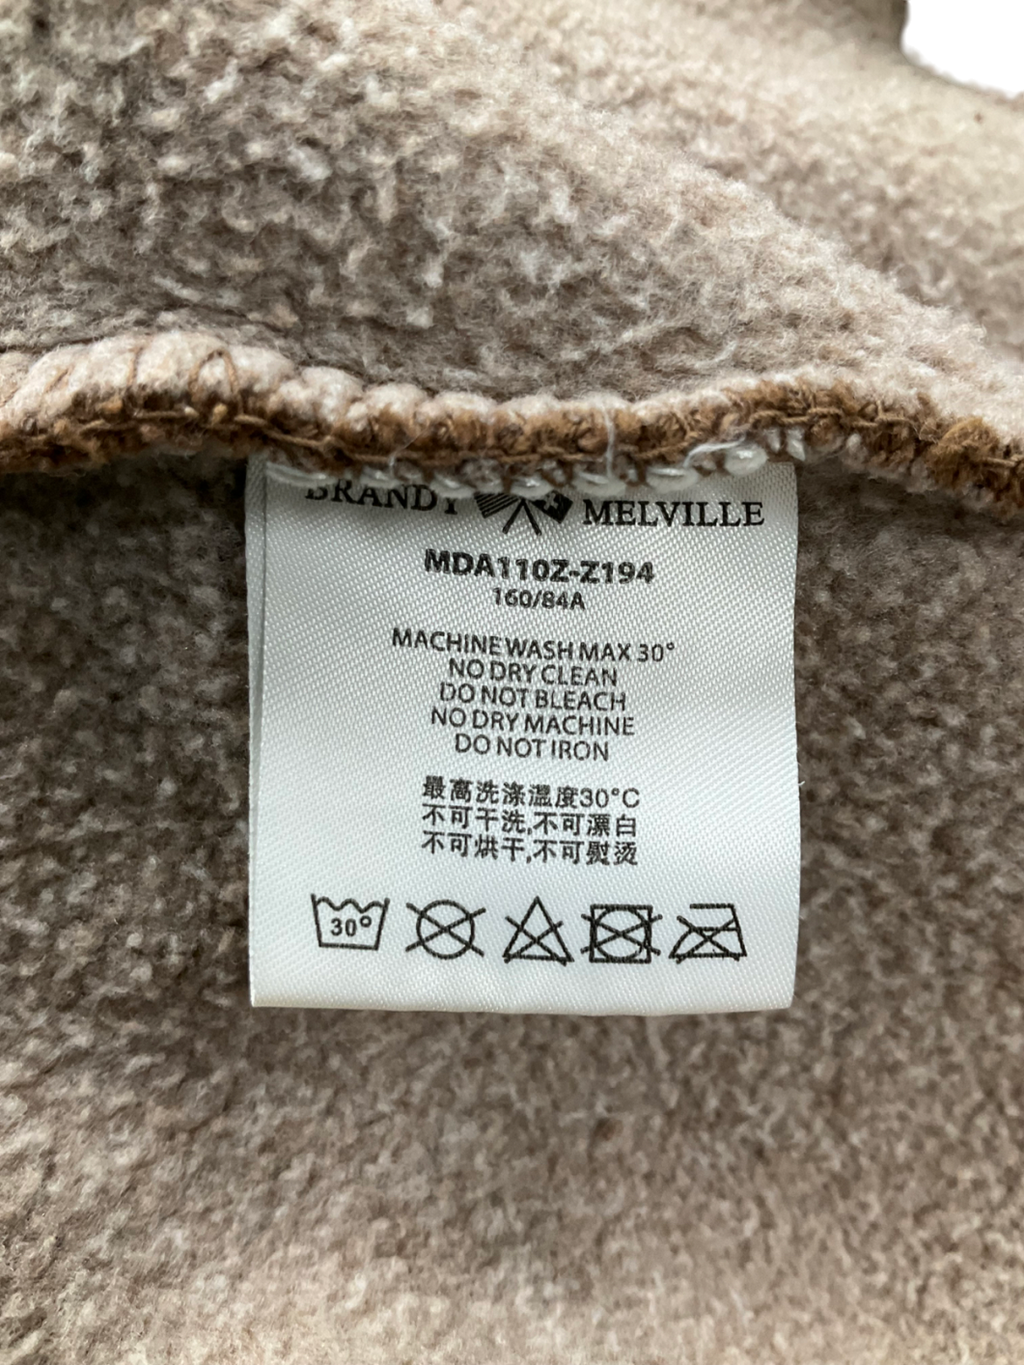 BRANDY MELVILLE
MDA110Z-Z194
160/84A
MACHINE WASH MAX 30°
NO DRY CLEAN
DO NOT BLEACH
NO DRY MACHINE
DO NOT IRON
最高洗涤温度30°C
不可干洗,不可漂白
不可烘干,不可熨烫
30°